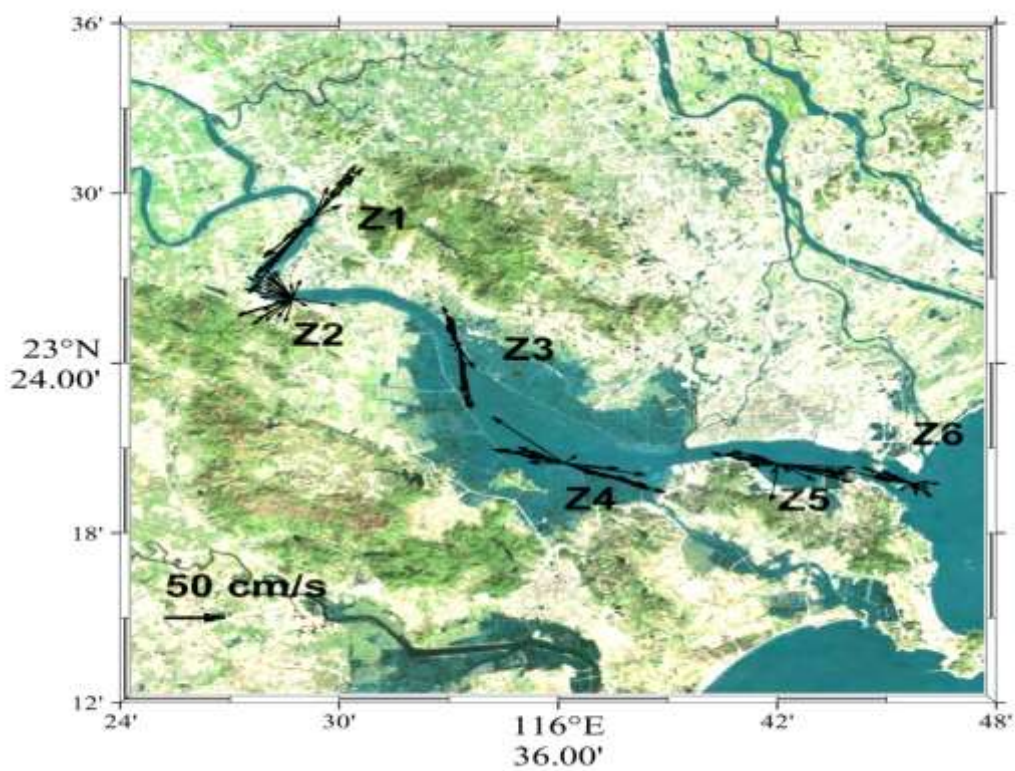 36'
30'
Z1
Z2
Z3
23°N
24.00'
Z6
Z4
Z5
18'
50 cm/s
12'
24'
30'
116°E
36.00'
42'
48'